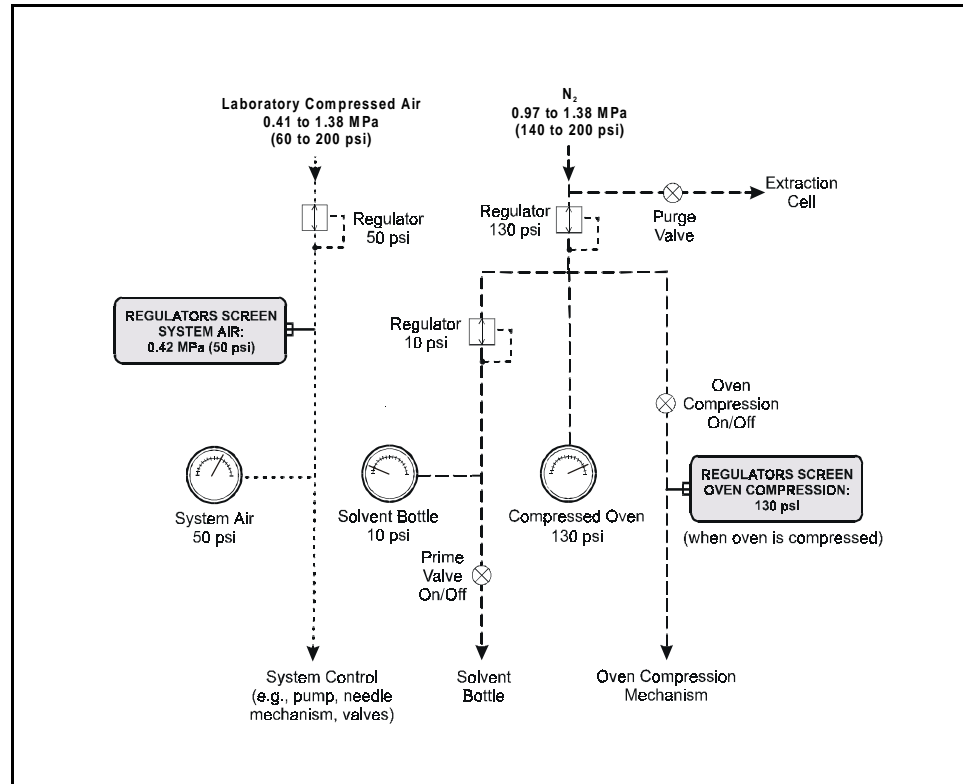 Laboratory Compressed Air
0.41 to 1.38 MPa
(60 to 200 psi)
N₂
0.97 to 1.38 MPa
(140 to 200 psi)
Extraction
Cell
Purge
Valve
Regulator
50 psi
Regulator
130 psi
REGULATORS SCREEN
SYSTEM AIR:
0.42 MPa (50 psi)
Regulator
10 psi
Oven
Compression
On/Off
System Air
50 psi
Solvent Bottle
10 psi
Compressed Oven
130 psi
REGULATORS SCREEN
OVEN COMPRESSION:
130 psi
(when oven is compressed)
Prime
Valve
On/Off
System Control
(e.g., pump, needle
mechanism, valves)
Solvent
Bottle
Oven Compression
Mechanism